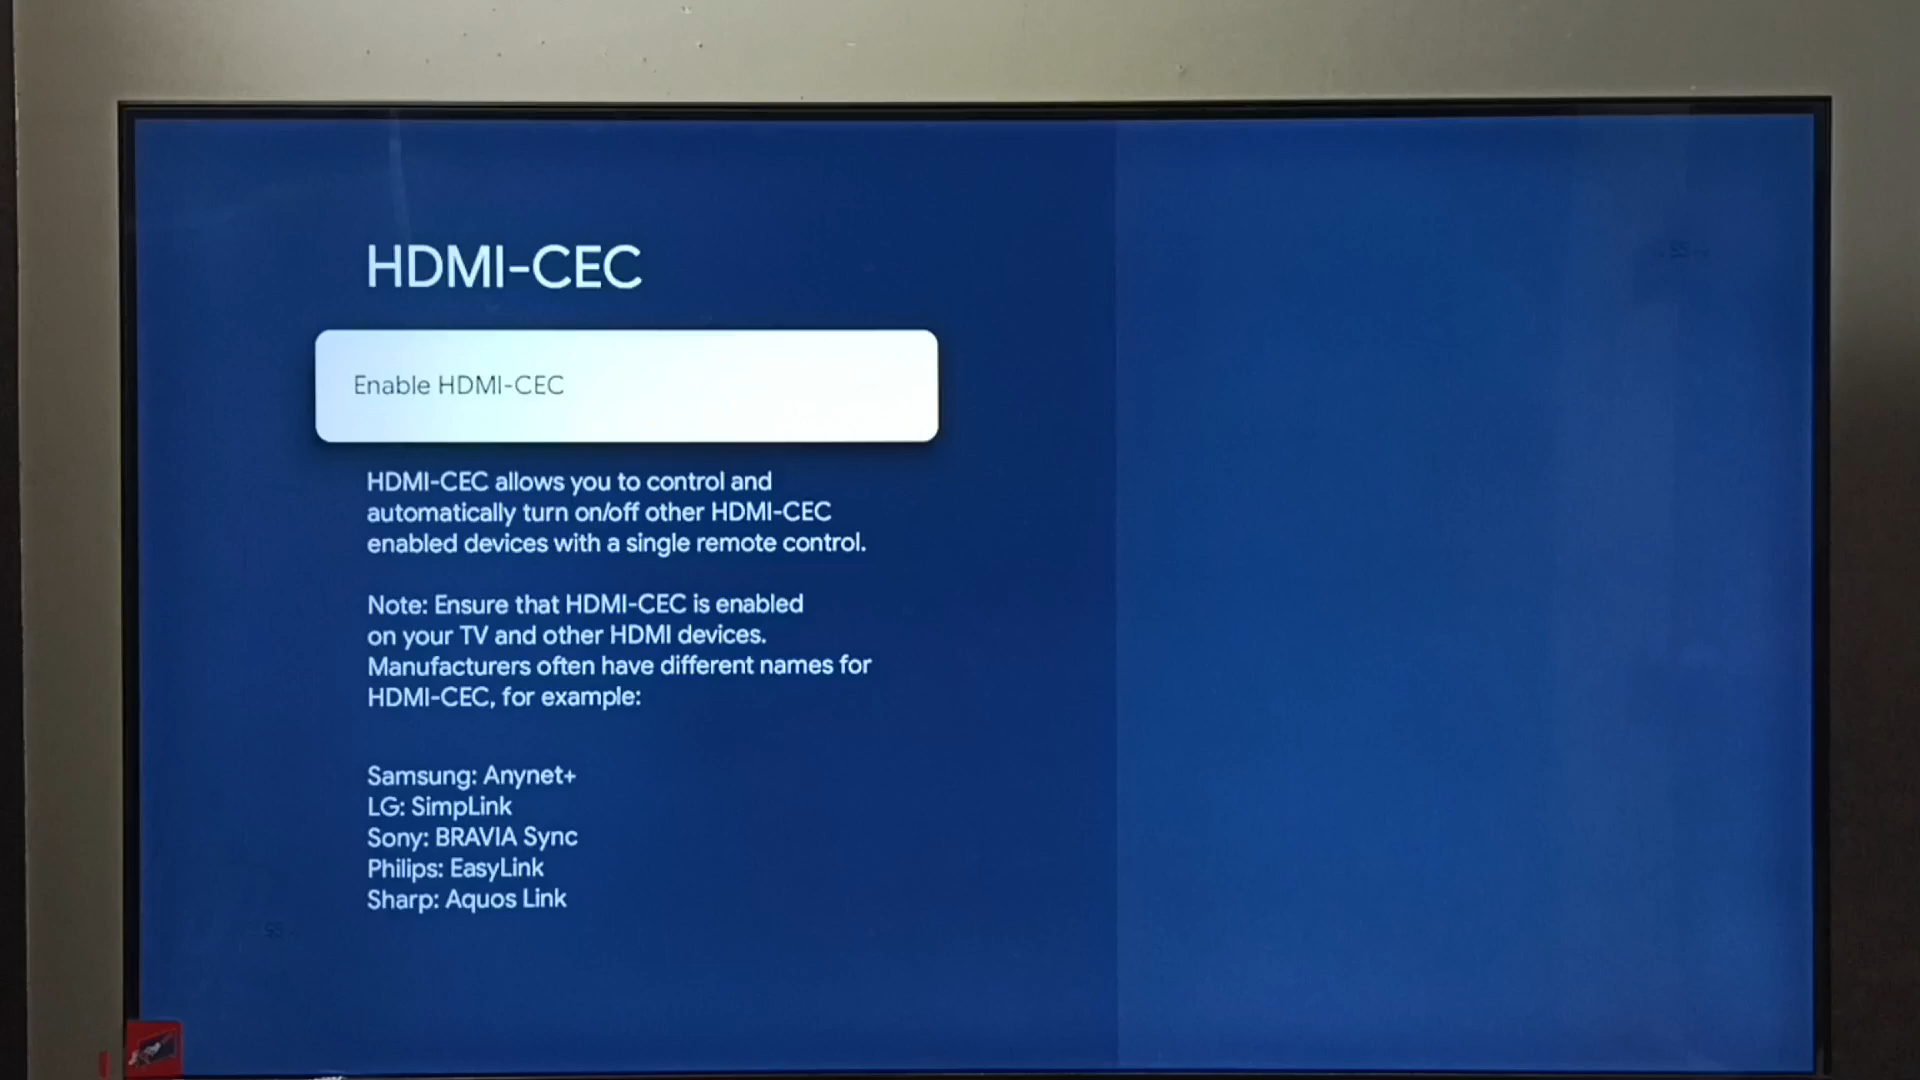 HDMI-CEC
Enable HDMI-CEC
HDMI-CEC allows you to control and
automatically turn on/off other HDMI-CEC
enabled devices with a single remote control.
Note: Ensure that HDMI-CEC is enabled
on your TV and other HDMI devices.
Manufacturers often have different names for
HDMI-CEC, for example:
Samsung: Anynet+
LG: SimpLink
Sony: BRAVIA Sync
Philips: EasyLink
Sharp: Aquos Link